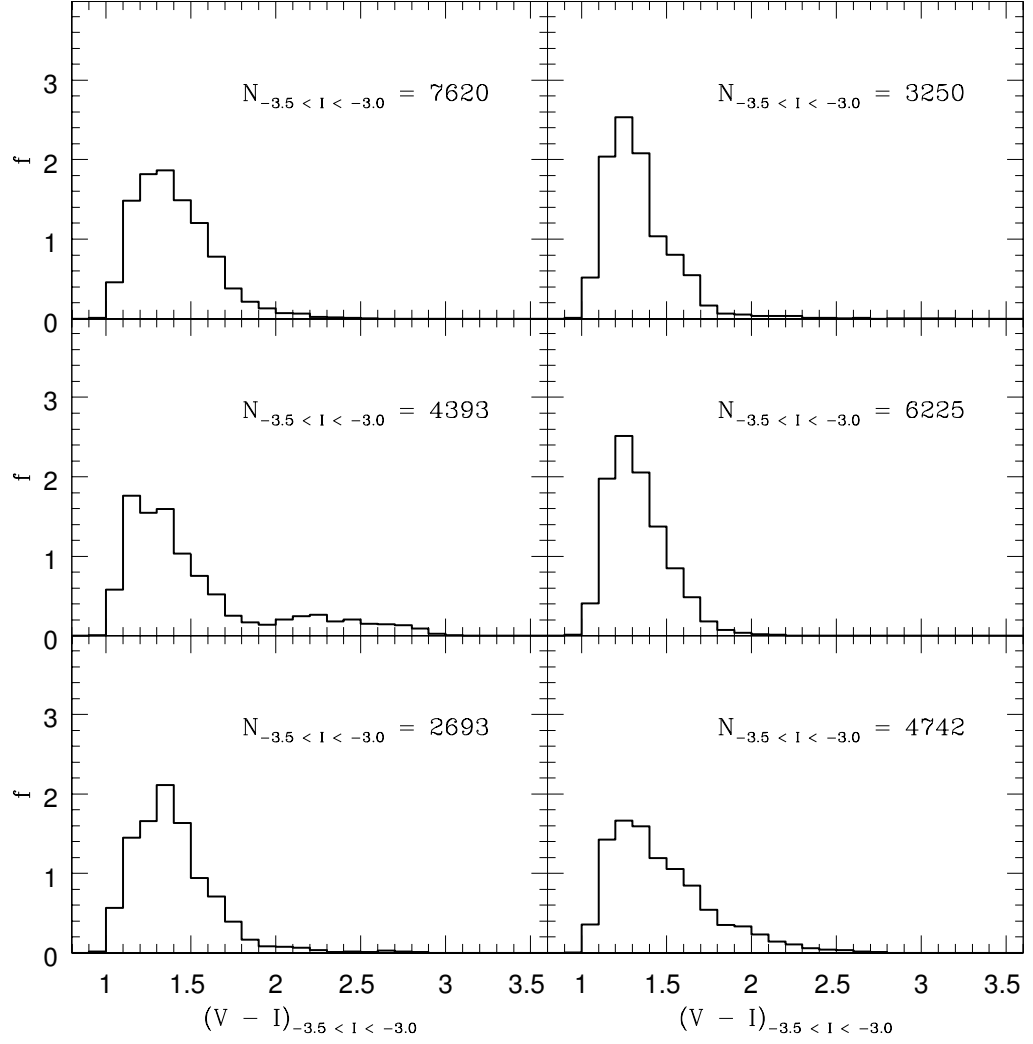 N-3.5 < I < -3.0 = 7620
N-3.5 < I < -3.0 = 3250
3
2
1
0
f
N-3.5 < I < -3.0 = 4393
N-3.5 < I < -3.0 = 6225
3
2
1
0
f
N-3.5 < I < -3.0 = 2693
N-3.5 < I < -3.0 = 4742
3
2
1
0
f
1 1.5 2 2.5 3 3.5 1 1.5 2 2.5 3 3.5
(V - I)-3.5 < I < -3.0 (V - I)-3.5 < I < -3.0